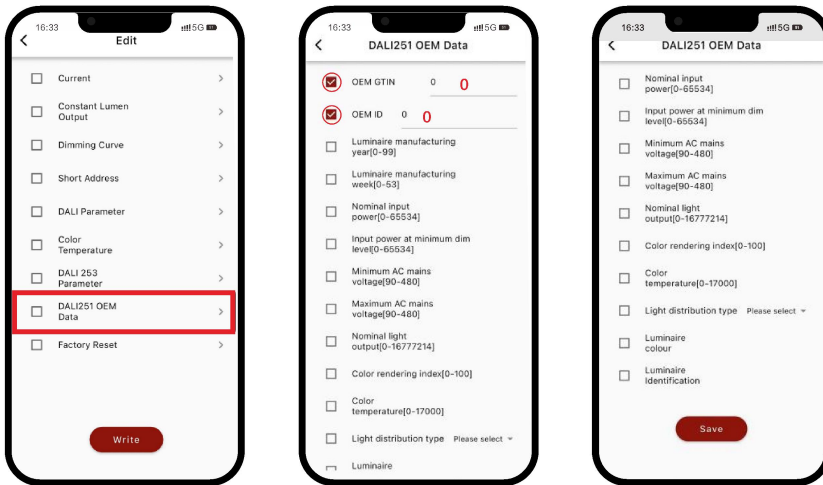 16:33
5G
Edit
Current
Constant Lumen
Output
Dimming Curve
Short Address
DALI Parameter
Color
Temperature
DALI 253
Parameter
DALI251 OEM
Data
Factory Reset
Write
16:33
5G
DALI251 OEM Data
OEM GTIN 0 0
OEM ID 0 0
Luminaire manufacturing
year[0-99]
Luminaire manufacturing
week[0-53]
Nominal input
power[0-65534]
Input power at minimum dim
level[0-65534]
Minimum AC mains
voltage[90-480]
Maximum AC mains
voltage[90-480]
Nominal light
output[0-16777214]
Color rendering index[0-100]
Color
temperature[0-17000]
Light distribution type Please select
Luminaire
16:33
5G
DALI251 OEM Data
Nominal input
power[0-65534]
Input power at minimum dim
level[0-65534]
Minimum AC mains
voltage[90-480]
Maximum AC mains
voltage[90-480]
Nominal light
output[0-16777214]
Color rendering index[0-100]
Color
temperature[0-17000]
Light distribution type Please select
Luminaire
colour
Luminaire
Identification
Save